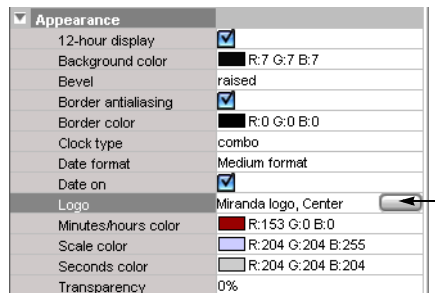 Appearance
12-hour display
Background color R:7 G:7 B:7
Bevel raised
Border antialiasing
Border color R:0 G:0 B:0
Clock type combo
Date format Medium format
Date on
Logo Miranda logo, Center
Minutes/hours color R:153 G:0 B:0
Scale color R:204 G:204 B:255
Seconds color R:204 G:204 B:204
Transparency 0%